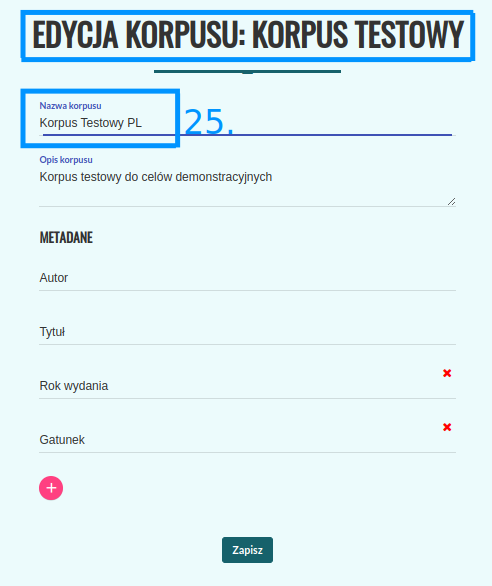 EDYCJA KORPUSU: KORPUS TESTOWY
Nazwa korpusu
Korpus Testowy PL
25.
Opis korpusu
Korpus testowy do celów demonstracyjnych
METADANE
Autor
Tytuł
Rok wydania
Gatunek
Zapisz